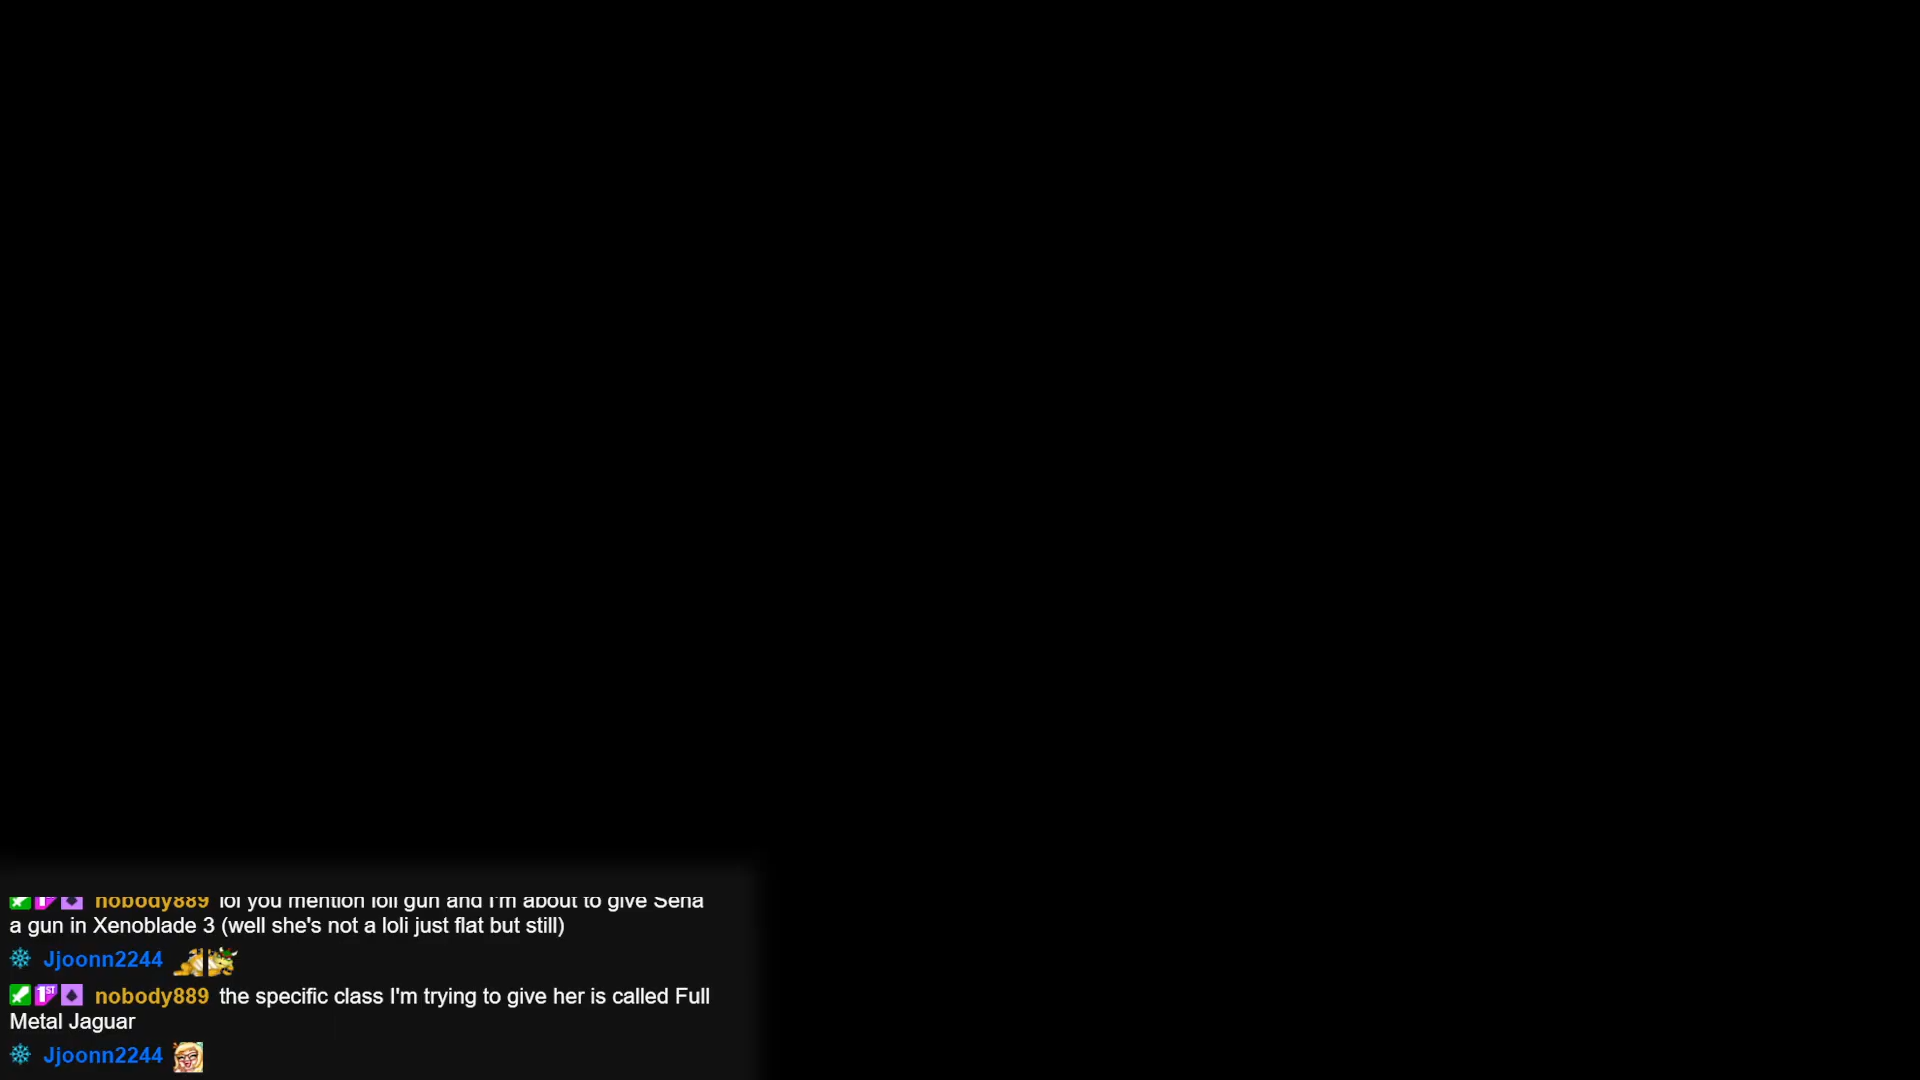 nobody889 lol you mention loli gun and I'm about to give Sena
a gun in Xenoblade 3 (well she's not a loli just flat but still)
Jjoonn2244
1ST nobody889 the specific class I'm trying to give her is called Full
Metal Jaguar
Jjoonn2244